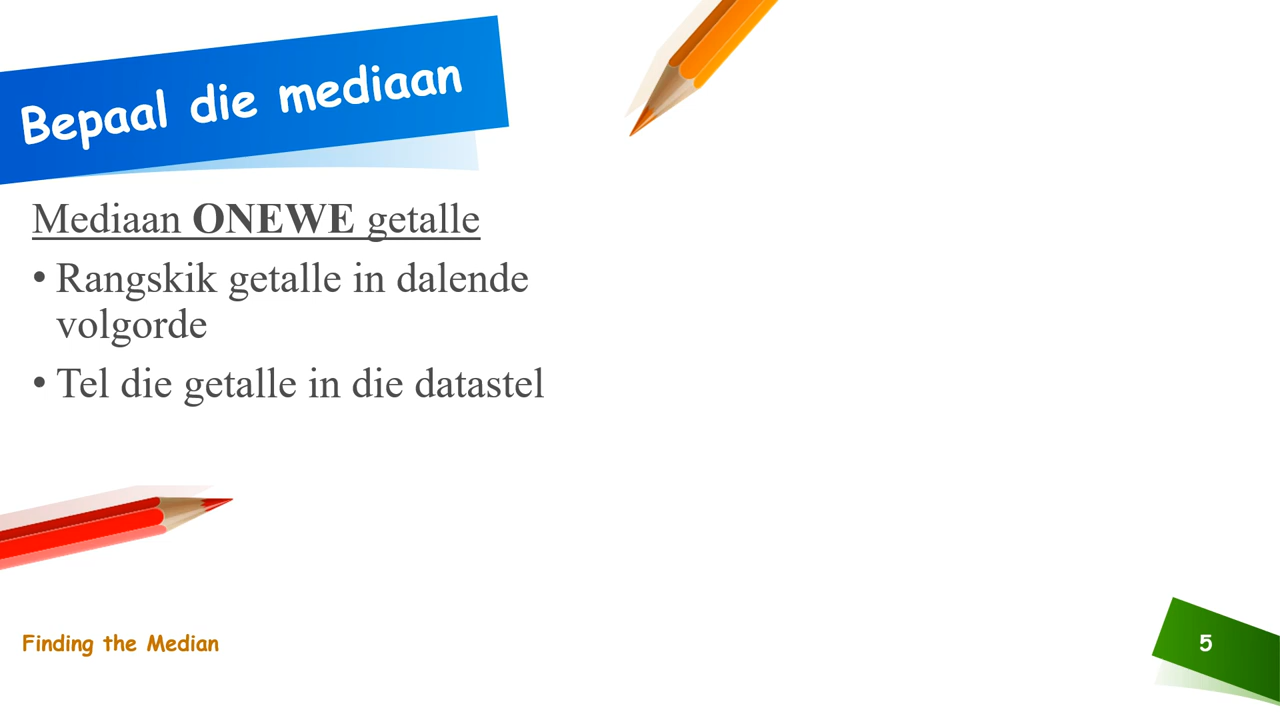 Bepaal die mediaan
Mediaan ONEWE getalle
• Rangskik getalle in dalende
volgorde
• Tel die getalle in die datastel
Finding the Median
5